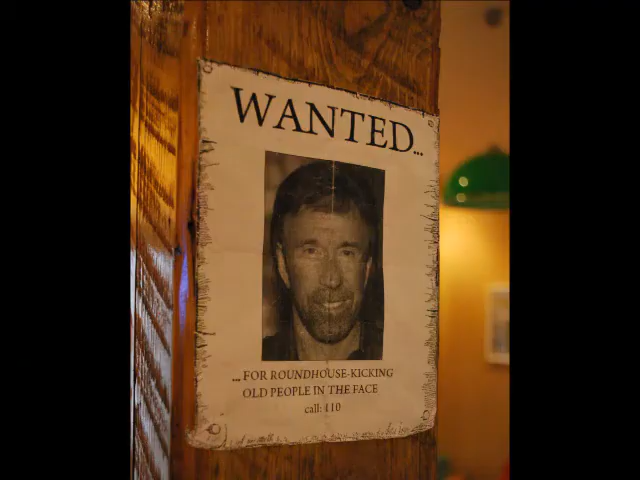 WANTED...
... FOR ROUNDHOUSE-KICKING
OLD PEOPLE IN THE FACE
call: 110